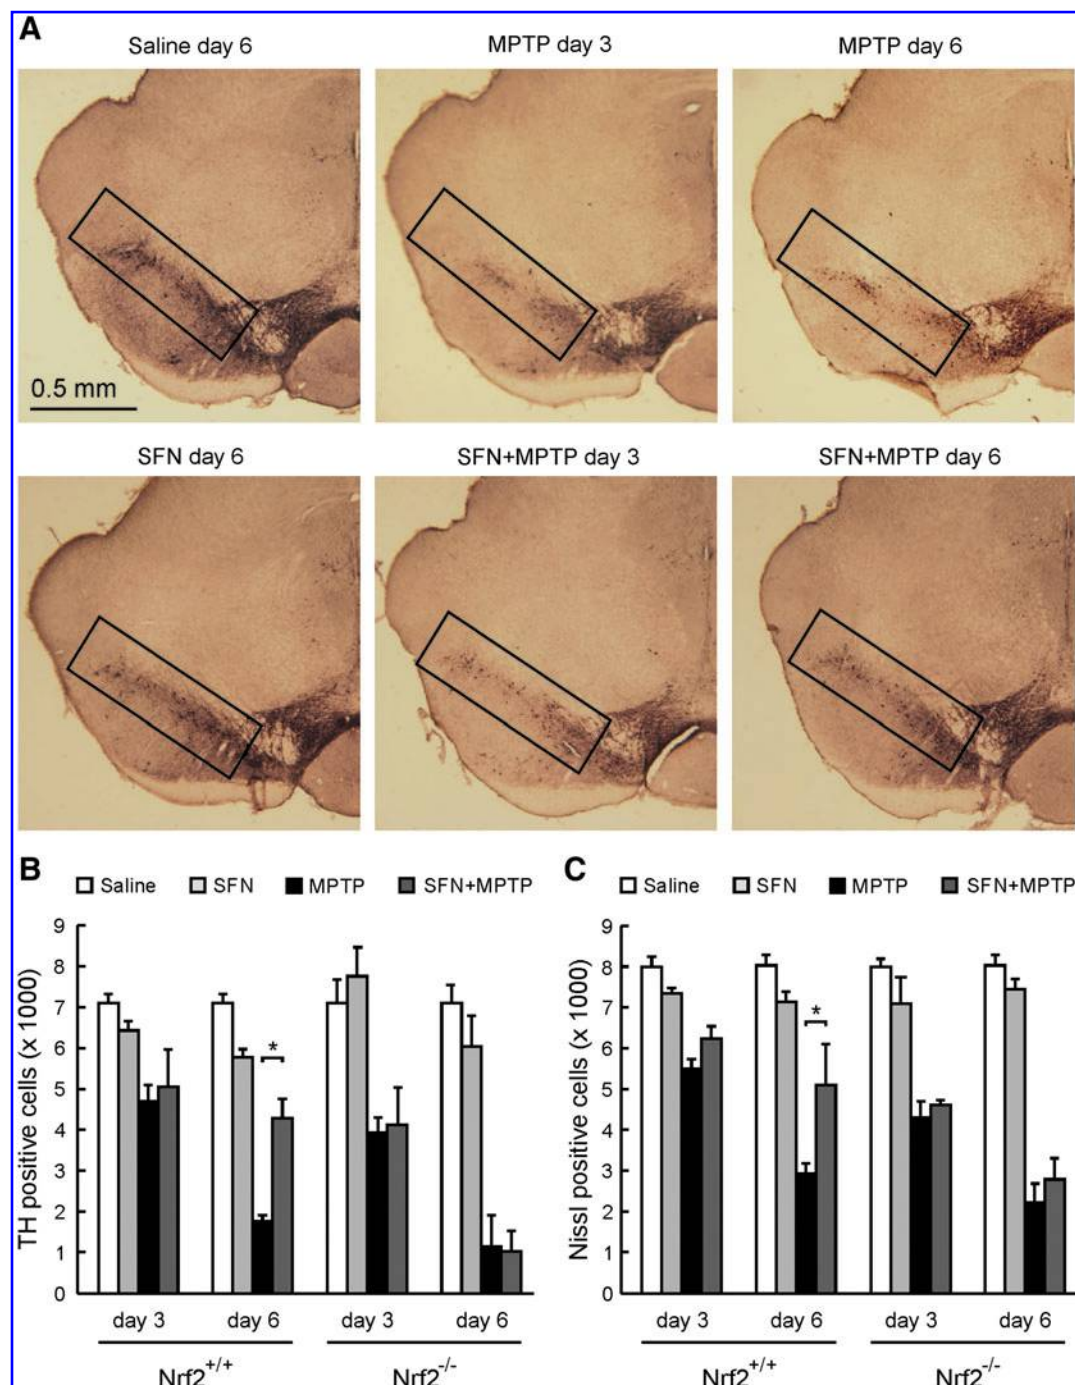 A
Saline day 6
MPTP day 3
MPTP day 6
0.5 mm
SFN day 6
SFN+MPTP day 3
SFN+MPTP day 6
B
Saline SFN MPTP SFN+MPTP
TH positive cells (x 1000)
9
8
7
6
5
4
3
2
1
0
*
day 3 day 6 day 3 day 6
Nrf2+/+ Nrf2-/-
C
Saline SFN MPTP SFN+MPTP
Nissl positive cells (x 1000)
9
8
7
6
5
4
3
2
1
0
*
day 3 day 6 day 3 day 6
Nrf2+/+ Nrf2-/-